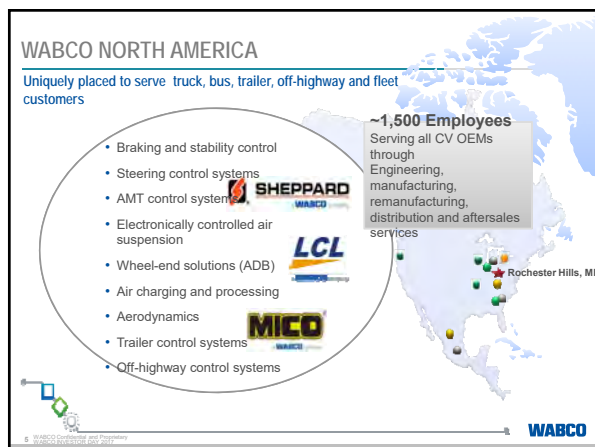 WABCO NORTH AMERICA
Uniquely placed to serve truck, bus, trailer, off-highway and fleet
customers
• Braking and stability control
• Steering control systems
• AMT control systems
• Electronically controlled air
suspension
• Wheel-end solutions (ADB)
• Air charging and processing
• Aerodynamics
• Trailer control systems
• Off-highway control systems
SHEPPARD
WABCO
LCL
MICO
WABCO
~1,500 Employees
Serving all CV OEMs
through
Engineering,
manufacturing,
remanufacturing,
distribution and aftersales
services
Rochester Hills, MI
5 WABCO Confidential and Proprietary
WABCO INVESTOR DAY 2017
WABCO